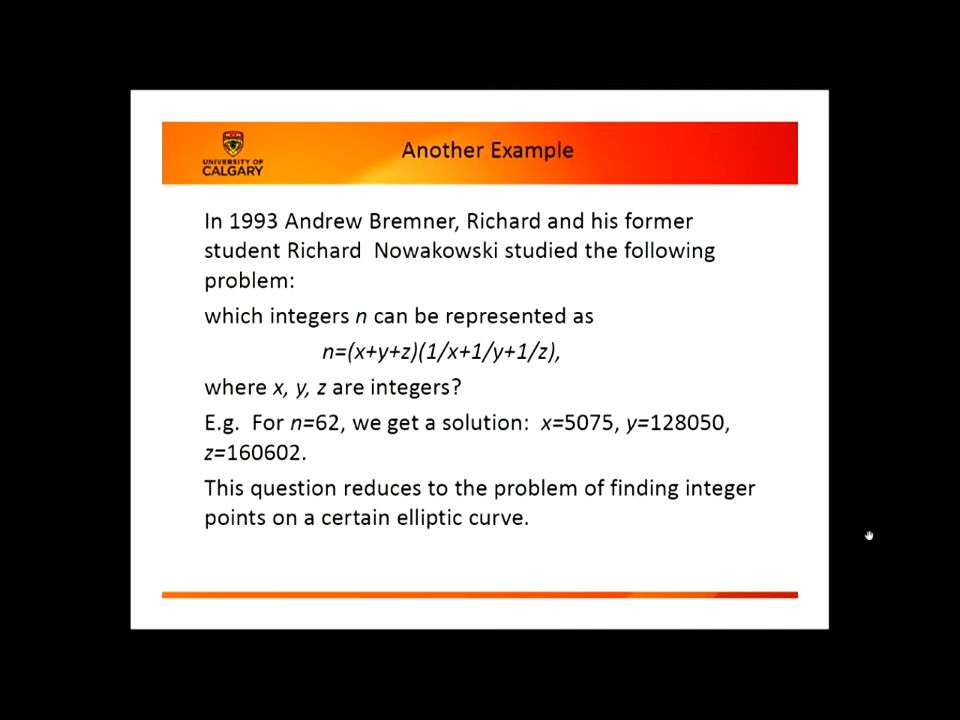 UNIVERSITY OF
CALGARY
Another Example
In 1993 Andrew Bremner, Richard and his former
student Richard Nowakowski studied the following
problem:
which integers n can be represented as
n=(x+y+z)(1/x+1/y+1/z),
where x, y, z are integers?
E.g. For n=62, we get a solution: x=5075, y=128050,
z=160602.
This question reduces to the problem of finding integer
points on a certain elliptic curve.